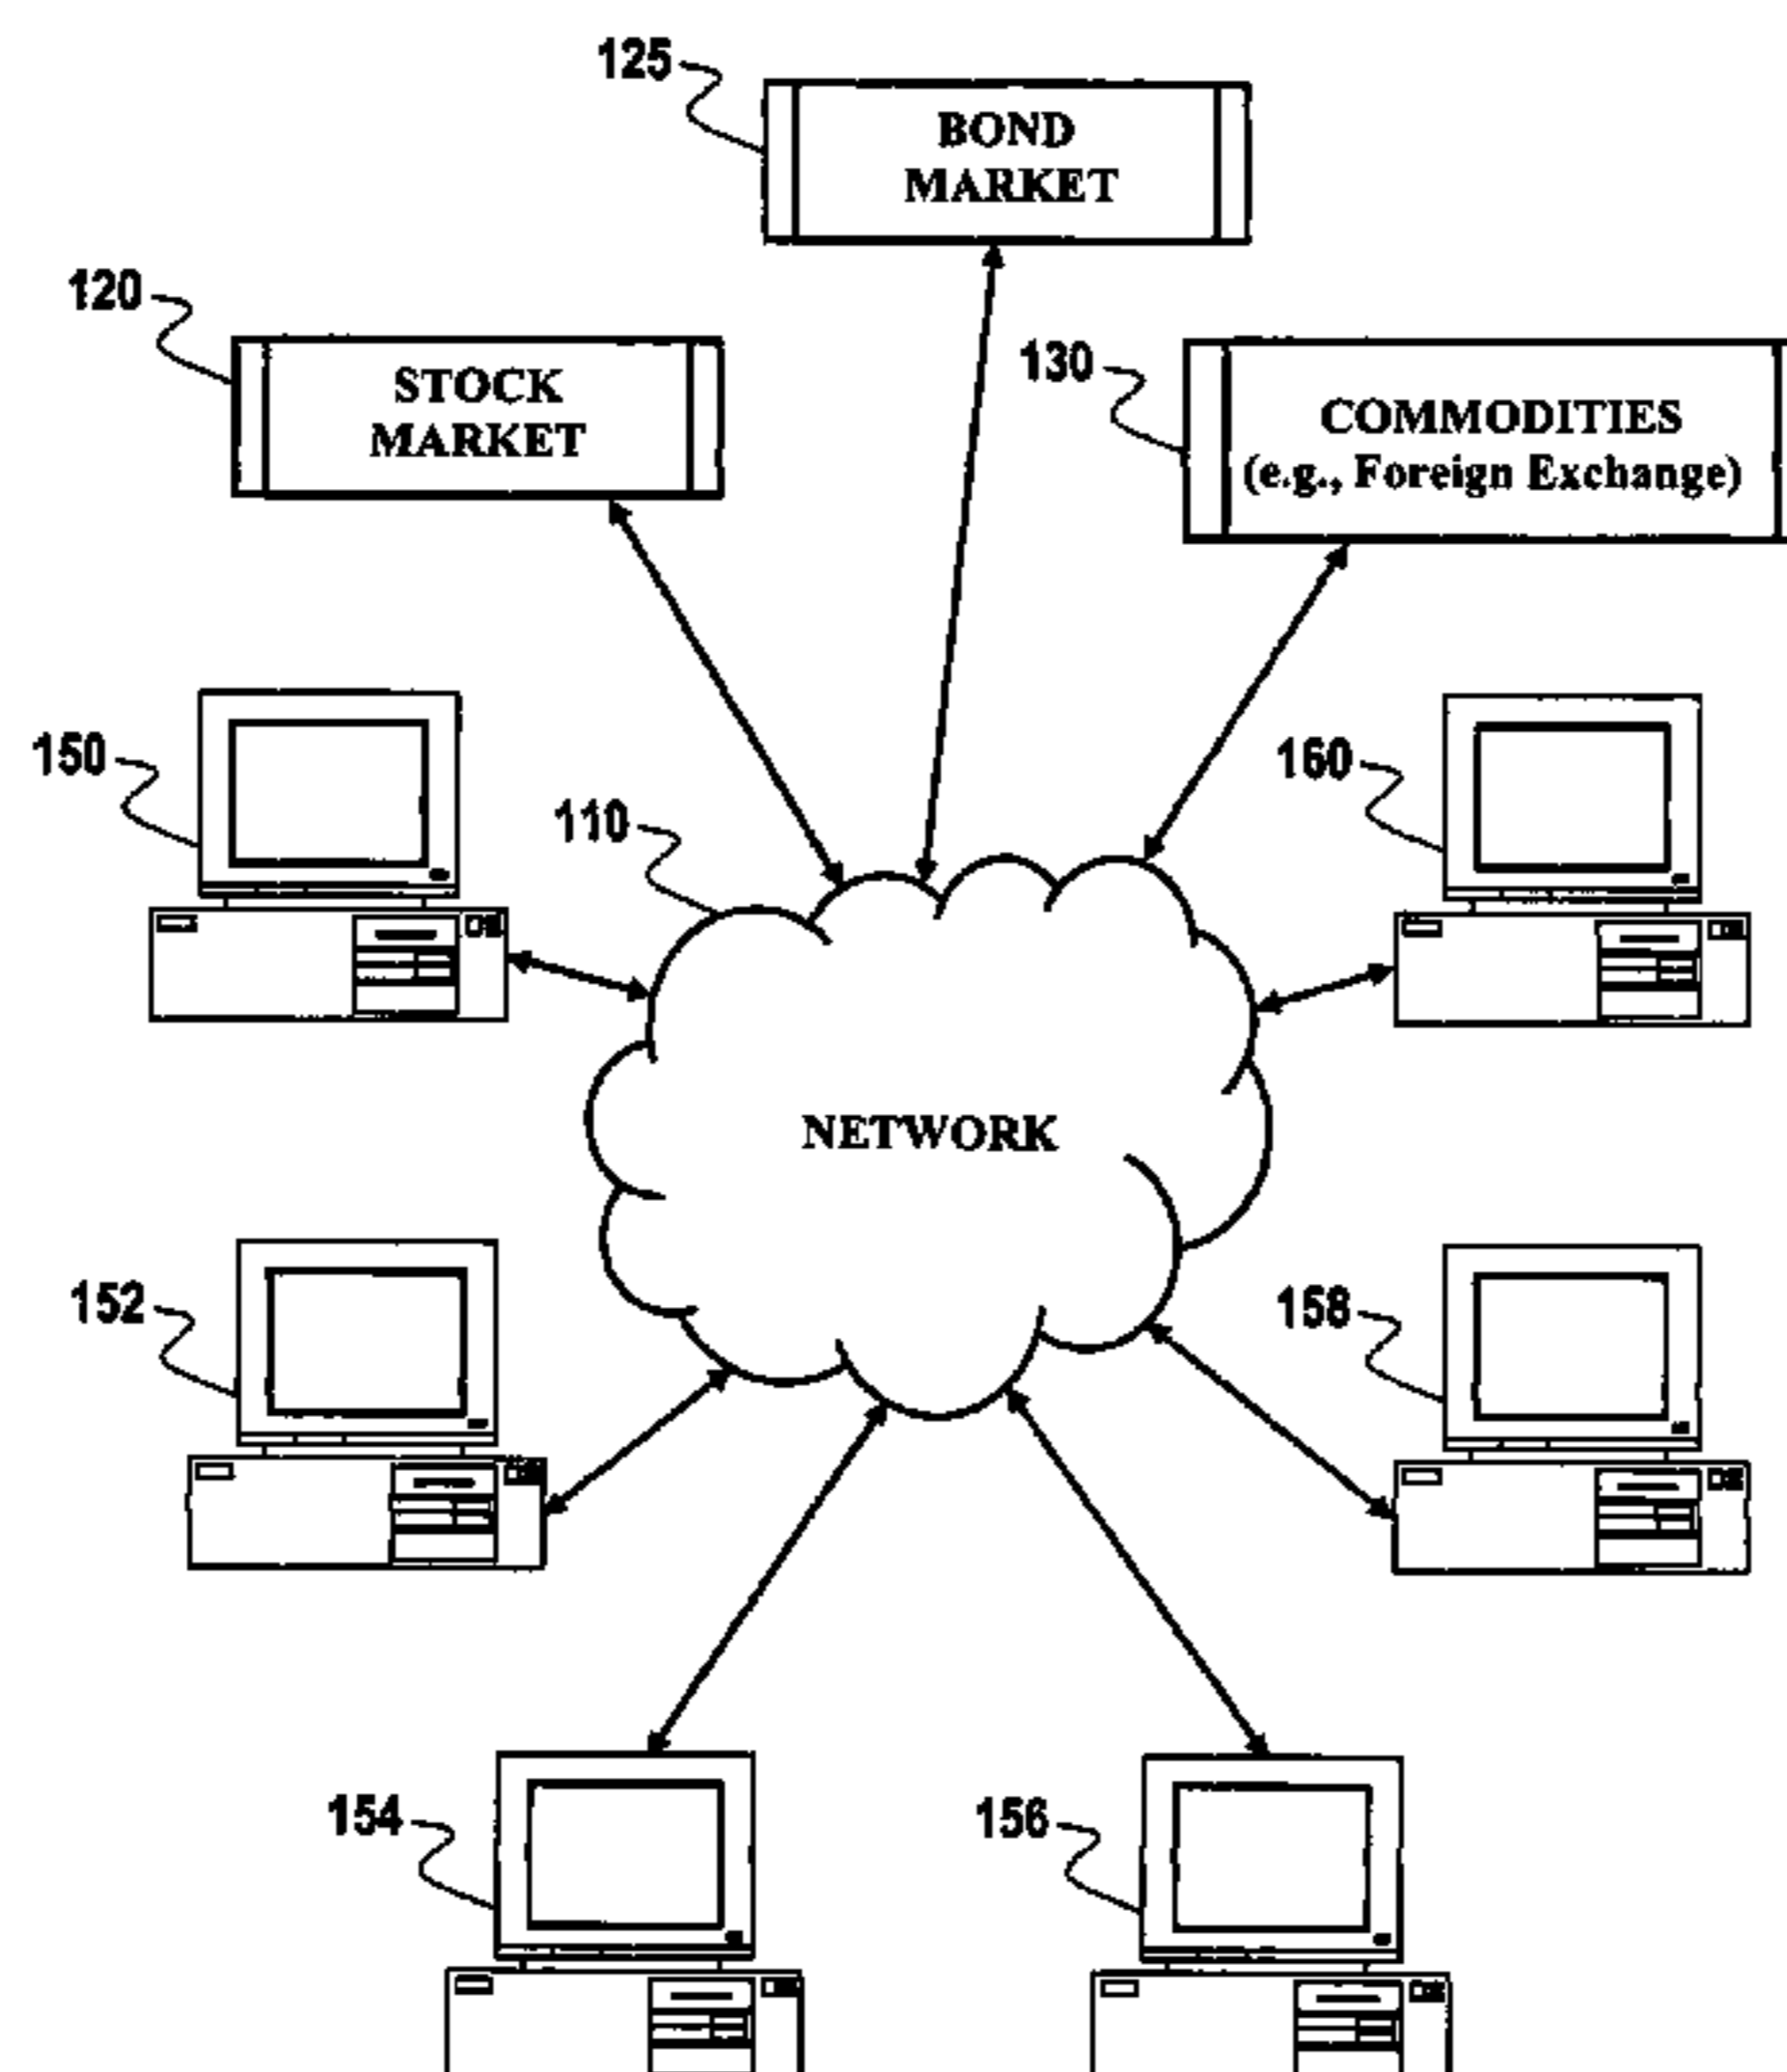 125
BOND
MARKET
120
STOCK
MARKET
130
COMMODITIES
(e.g., Foreign Exchange)
150
110
160
NETWORK
152
158
154
156